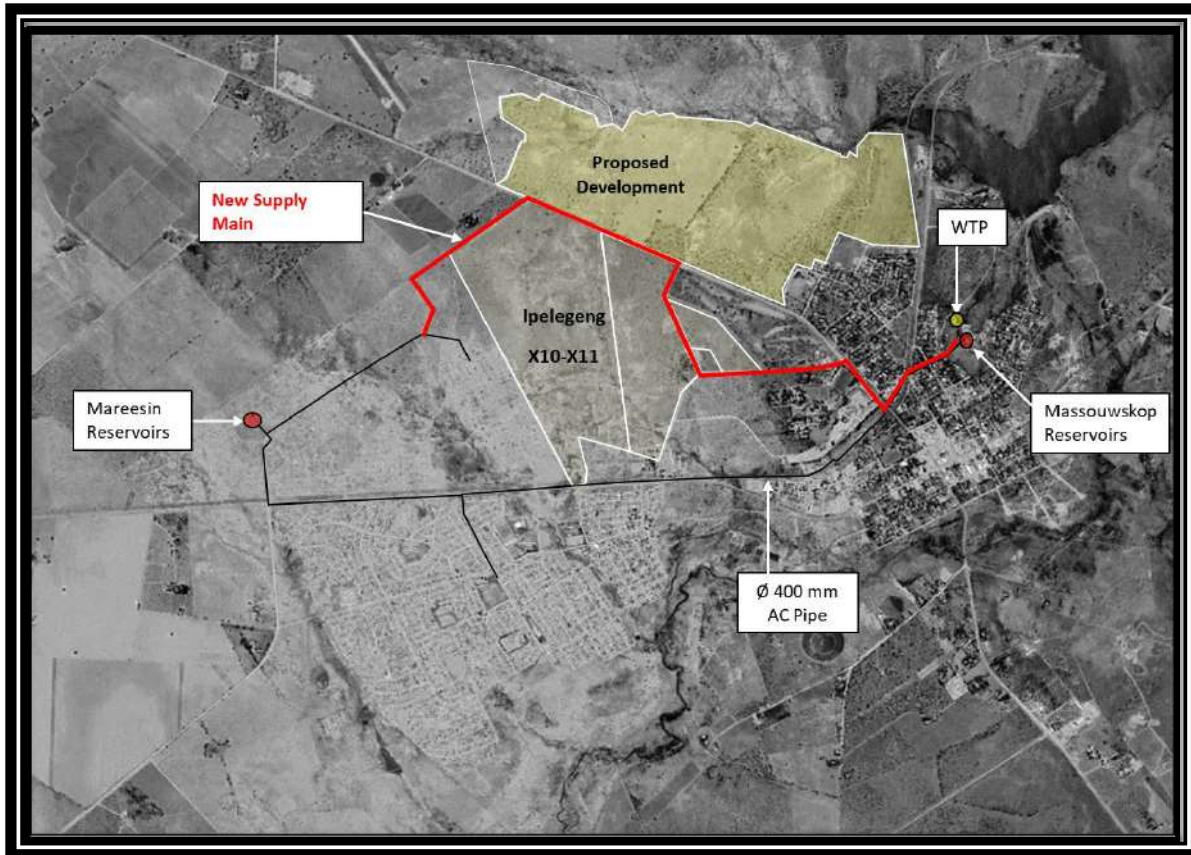 Proposed
Development
New Supply
Main
WTP
Ipelegeng
X10-X11
Mareesin
Reservoirs
Massouwskop
Reservoirs
Ø 400 mm
AC Pipe